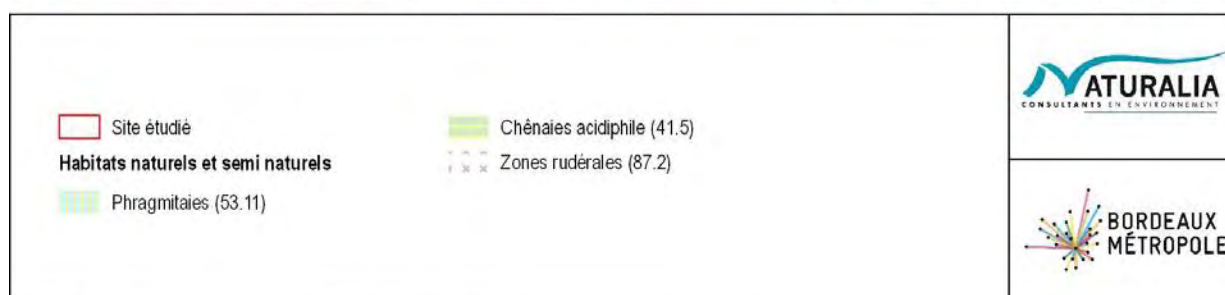 Site étudié
Habitats naturels et semi naturels
Phragmitaies (53.11)
Chênaies acidiphile (41.5)
Zones rudérales (87.2)
NATURALIA
CONSULTANTS EN ENVIRONNEMENT
BORDEAUX
MÉTROPOLE